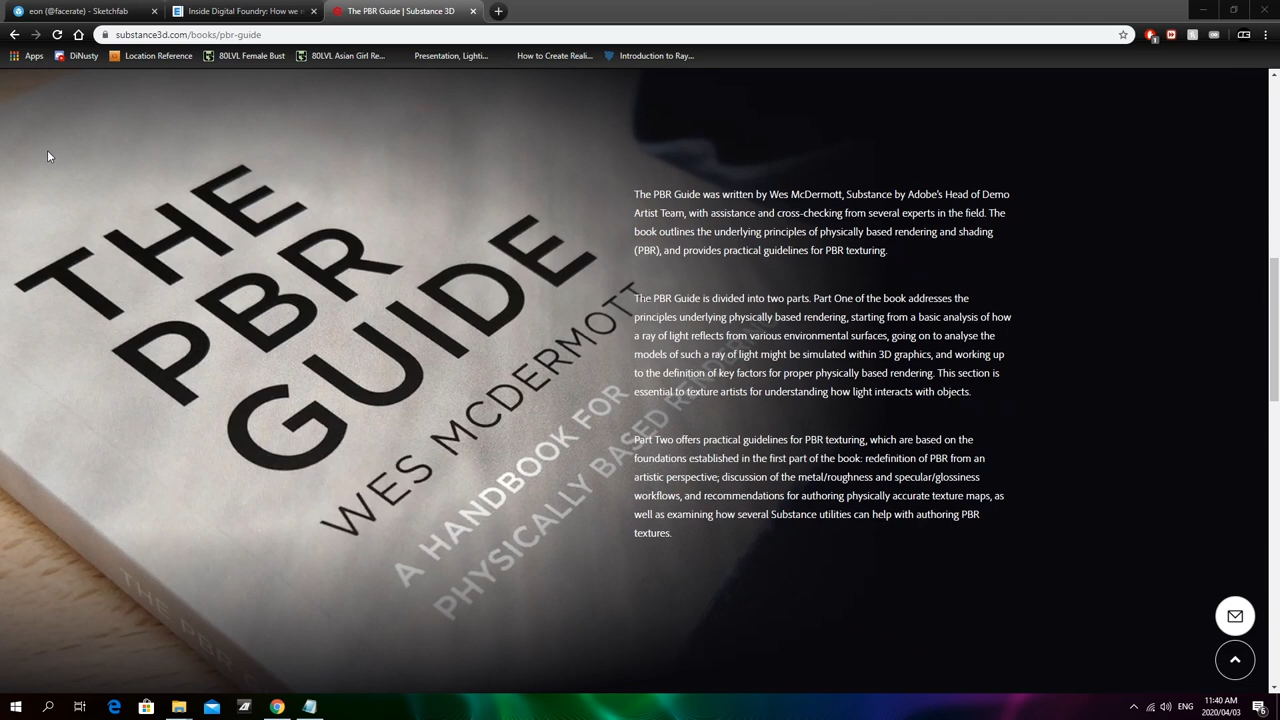 eon (@facerate) - Sketchfab
Inside Digital Foundry: How we
The PBR Guide | Substance 3D
substance3d.com/books/pbr-guide
Apps
DiNusty
Location Reference
80LVL Female Bust
80LVL Asian Girl Re...
Presentation, Lighti...
How to Create Reali...
Introduction to Ray...
THE
PBR
GUIDE
WES MCDERMOTT
A HANDBOOK FOR
PHYSICALLY BASED RENDERING
THE PBR
The PBR Guide was written by Wes McDermott, Substance by Adobe's Head of Demo
Artist Team, with assistance and cross-checking from several experts in the field. The
book outlines the underlying principles of physically based rendering and shading
(PBR), and provides practical guidelines for PBR texturing.
The PBR Guide is divided into two parts. Part One of the book addresses the
principles underlying physically based rendering, starting from a basic analysis of how
a ray of light reflects from various environmental surfaces, going on to analyse the
models of such a ray of light might be simulated within 3D graphics, and working up
to the definition of key factors for proper physically based rendering. This section is
essential to texture artists for understanding how light interacts with objects.
Part Two offers practical guidelines for PBR texturing, which are based on the
foundations established in the first part of the book: redefinition of PBR from an
artistic perspective; discussion of the metal/roughness and specular/glossiness
workflows, and recommendations for authoring physically accurate texture maps, as
well as examining how several Substance utilities can help with authoring PBR
textures.
ENG
11:40 AM
2020/04/03